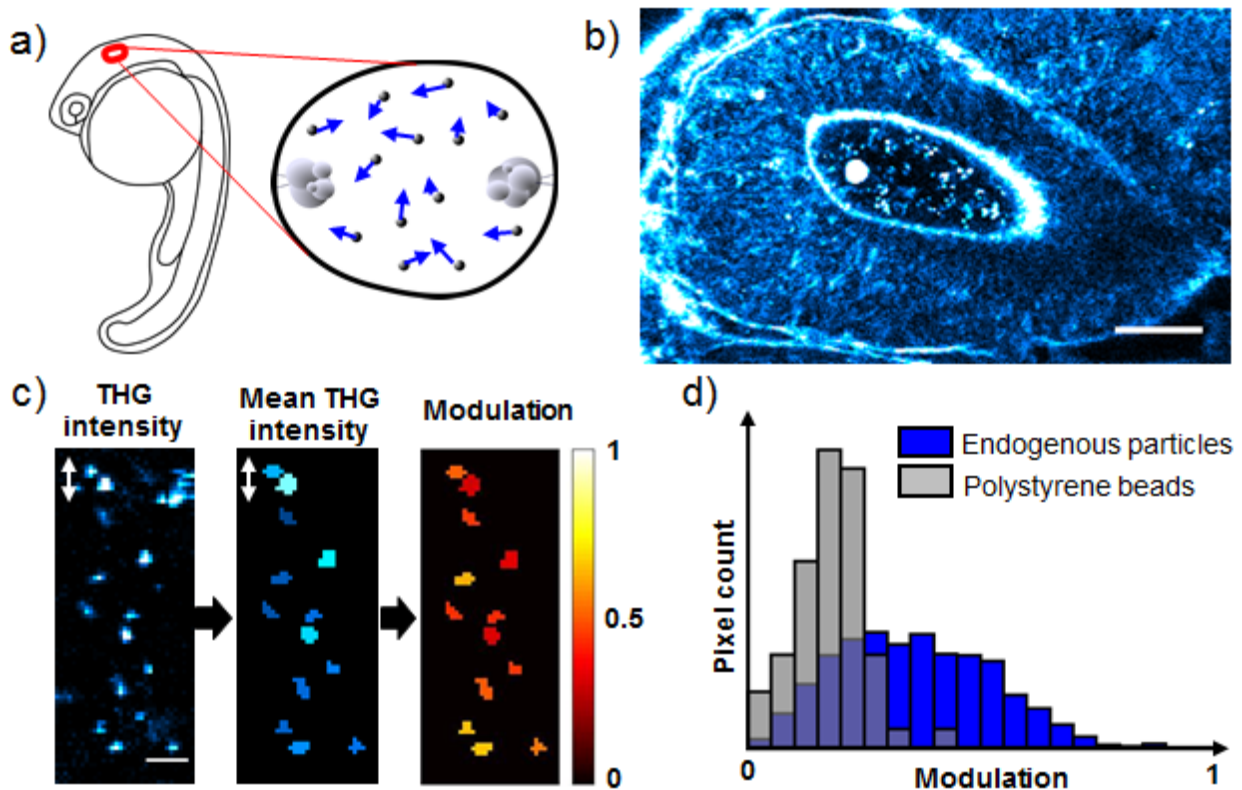 a)
b)
c)
THG
intensity
Mean THG
intensity
Modulation
1
0.5
0
d)
Endogenous particles
Polystyrene beads
Pixel count
0
Modulation
1